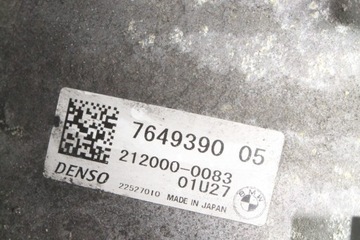 7649390 05
212000-0083
01U27
DENSO
22527010 MADE IN JAPAN
BMW